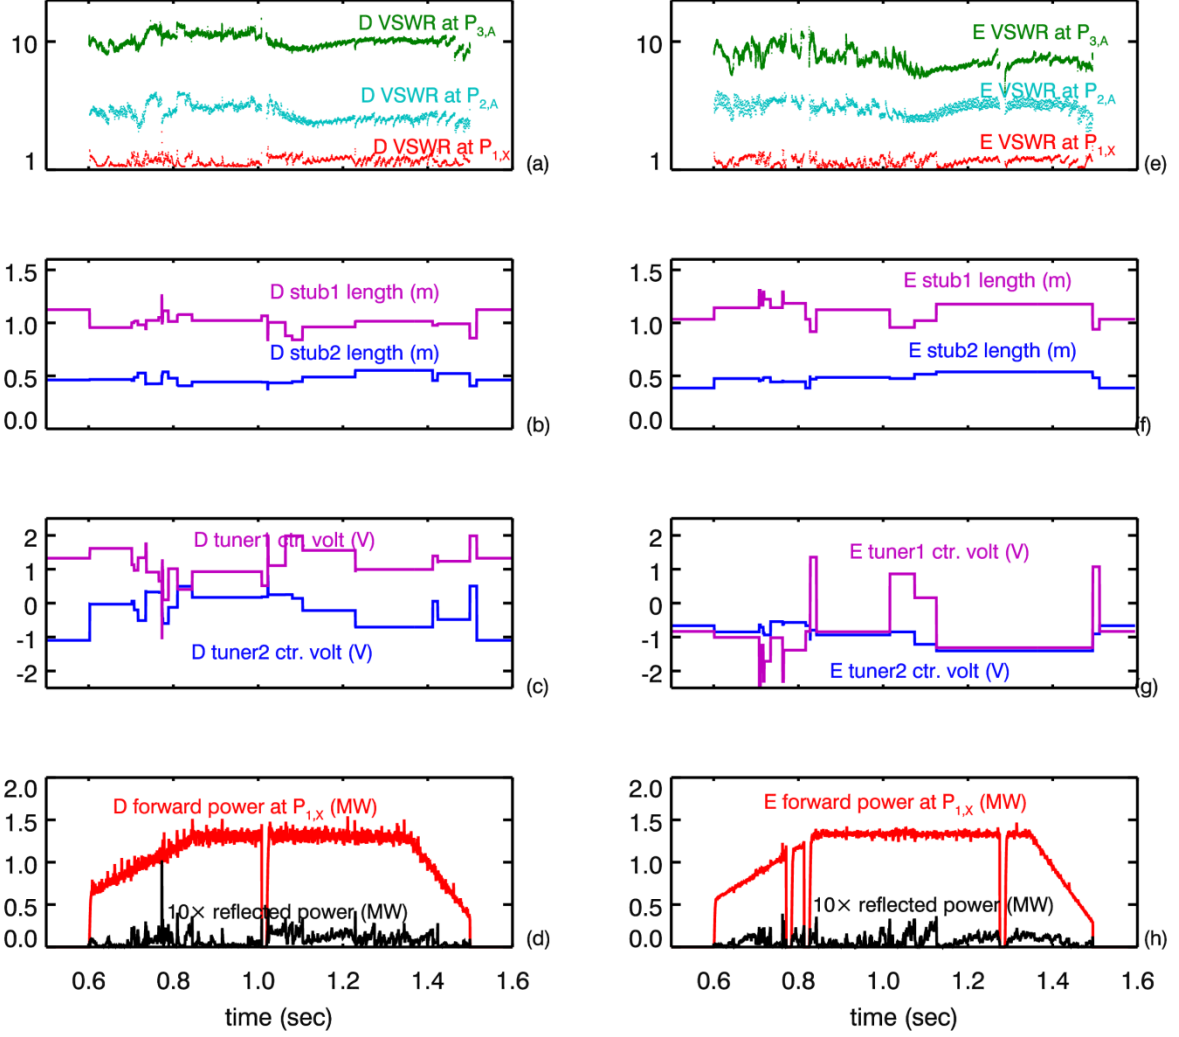 10
1
D VSWR at P3,A
D VSWR at P2,A
D VSWR at P1,X
(a)
10
1
E VSWR at P3,A
E VSWR at P2,A
E VSWR at P1,X
(e)
1.5
1.0
0.5
0.0
D stub1 length (m)
D stub2 length (m)
(b)
1.5
1.0
0.5
0.0
E stub1 length (m)
E stub2 length (m)
(f)
2
1
0
-1
-2
D tuner1 ctr. volt (V)
D tuner2 ctr. volt (V)
(c)
2
1
0
-1
-2
E tuner1 ctr. volt (V)
E tuner2 ctr. volt (V)
(g)
2.0
1.5
1.0
0.5
0.0
D forward power at P1,X (MW)
10× reflected power (MW)
(d)
0.6 0.8 1.0 1.2 1.4 1.6
time (sec)
2.0
1.5
1.0
0.5
0.0
E forward power at P1,X (MW)
10× reflected power (MW)
(h)
0.6 0.8 1.0 1.2 1.4 1.6
time (sec)